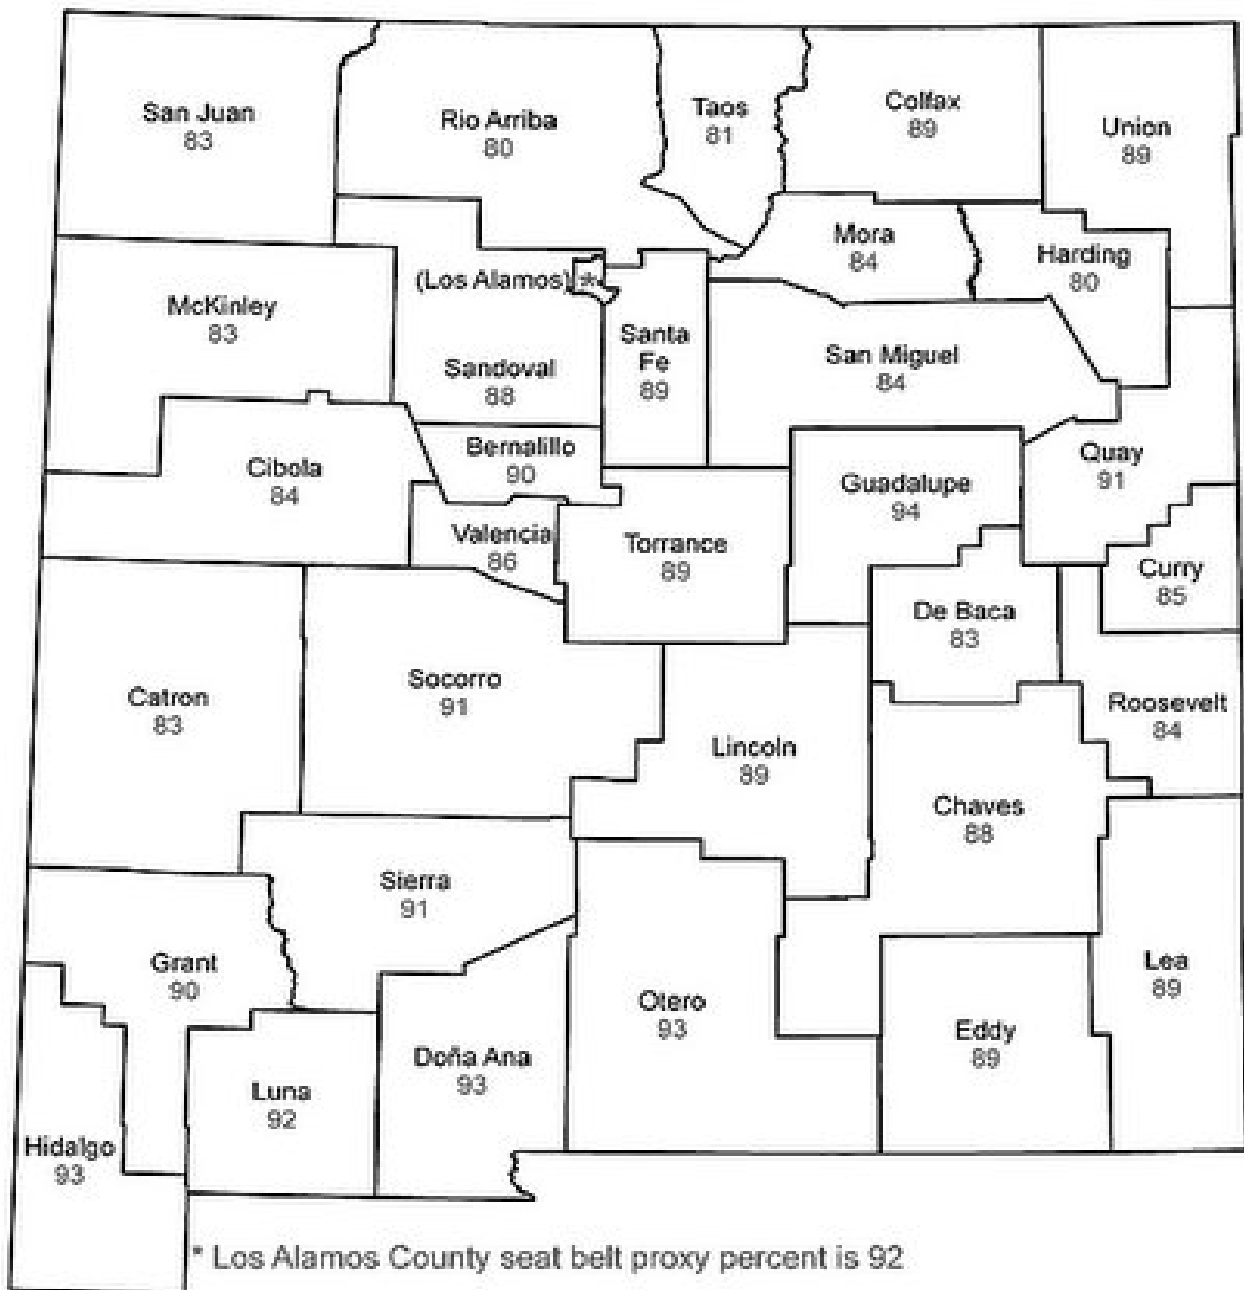 San Juan
83
Rio Arriba
80
Taos
81
Colfax
89
Union
89
Mora
84
Harding
80
(Los Alamos) *
McKinley
83
Sandoval
88
Santa
Fe
89
San Miguel
84
Bernalillo
90
Cibola
84
Quay
91
Guadalupe
94
Valencia
86
Torrance
89
Curry
85
De Baca
83
Catron
83
Socorro
91
Roosevelt
84
Lincoln
89
Chaves
88
Sierra
91
Grant
90
Lea
89
Otero
93
Eddy
89
Doña Ana
93
Luna
92
Hidalgo
93
* Los Alamos County seat belt proxy percent is 92